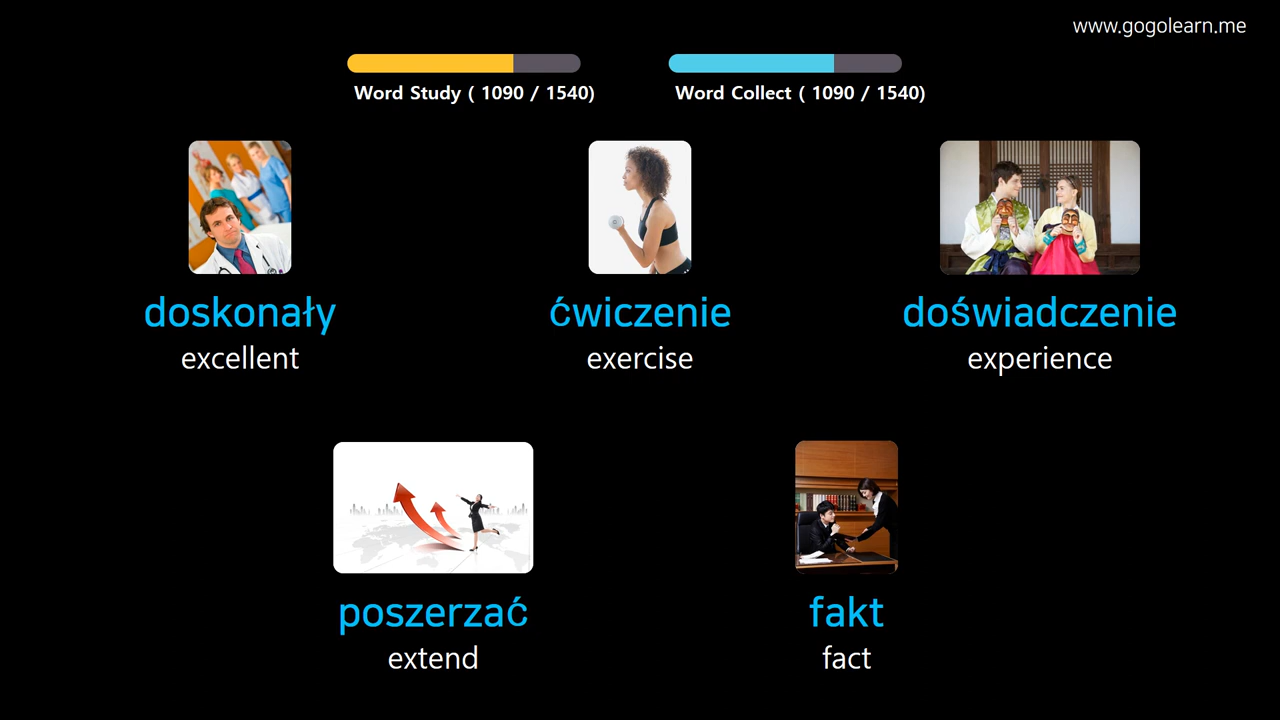 www.gogolearn.me
Word Study ( 1090 / 1540)
Word Collect ( 1090 / 1540)
doskonały
excellent
ćwiczenie
exercise
doświadczenie
experience
poszerzać
extend
fakt
fact